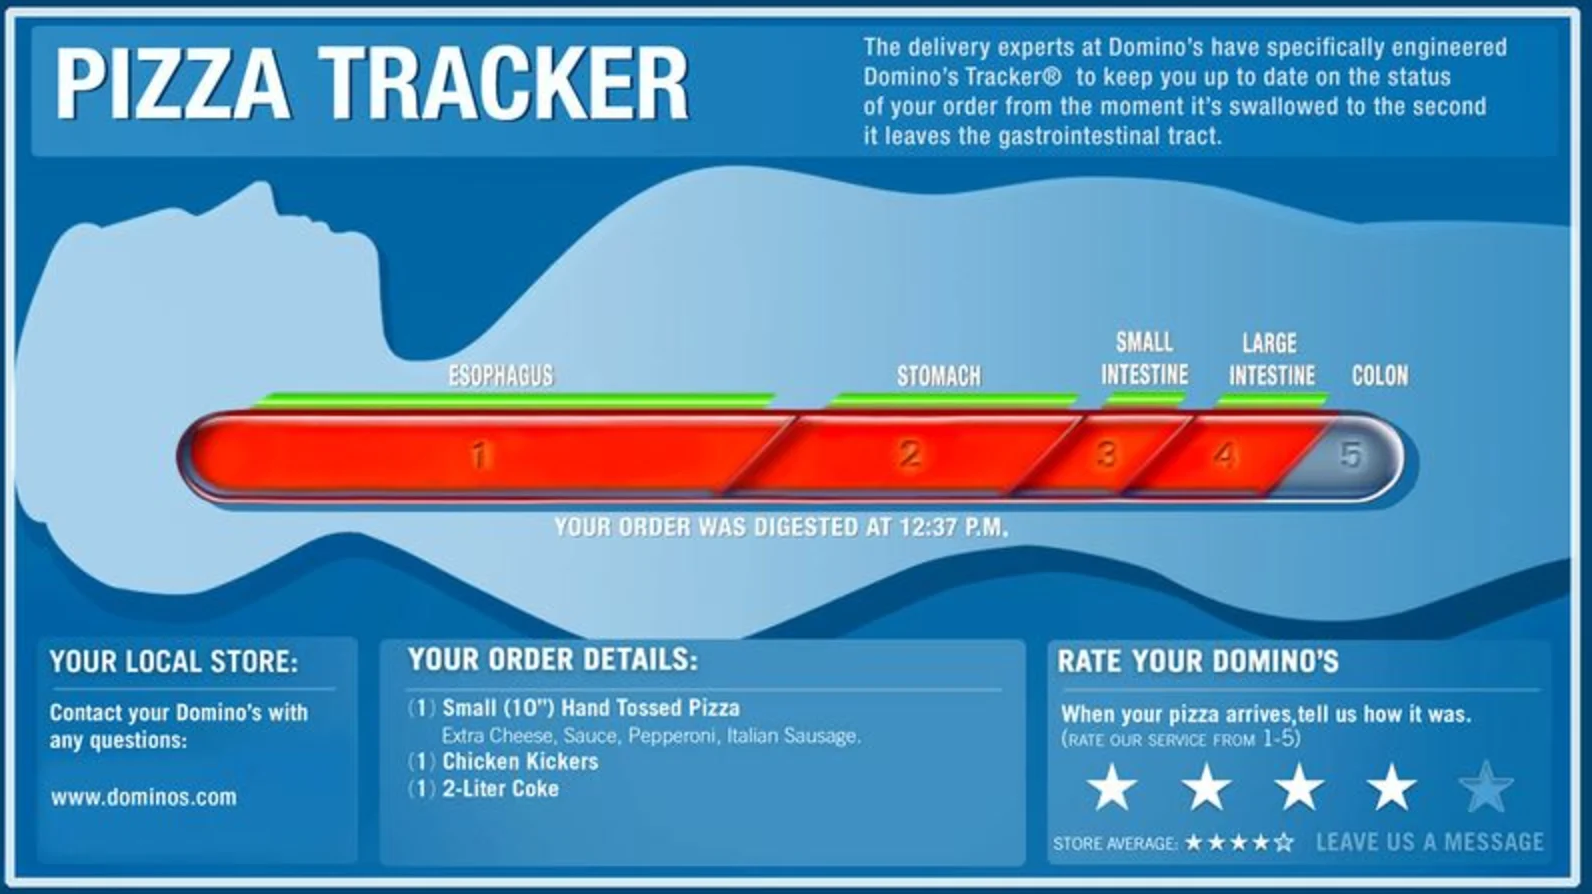 PIZZA TRACKER
The delivery experts at Domino's have specifically engineered
Domino's Tracker® to keep you up to date on the status
of your order from the moment it's swallowed to the second
it leaves the gastrointestinal tract.
ESOPHAGUS
STOMACH
SMALL
INTESTINE
LARGE
INTESTINE
COLON
1
2
3
4
5
YOUR ORDER WAS DIGESTED AT 12:37 P.M.
YOUR LOCAL STORE:
Contact your Domino's with
any questions:
www.dominos.com
YOUR ORDER DETAILS:
(1) Small (10") Hand Tossed Pizza
Extra Cheese, Sauce, Pepperoni, Italian Sausage.
(1) Chicken Kickers
(1) 2-Liter Coke
RATE YOUR DOMINO'S
When your pizza arrives,tell us how it was.
(RATE OUR SERVICE FROM 1-5)
STORE AVERAGE:
LEAVE US A MESSAGE